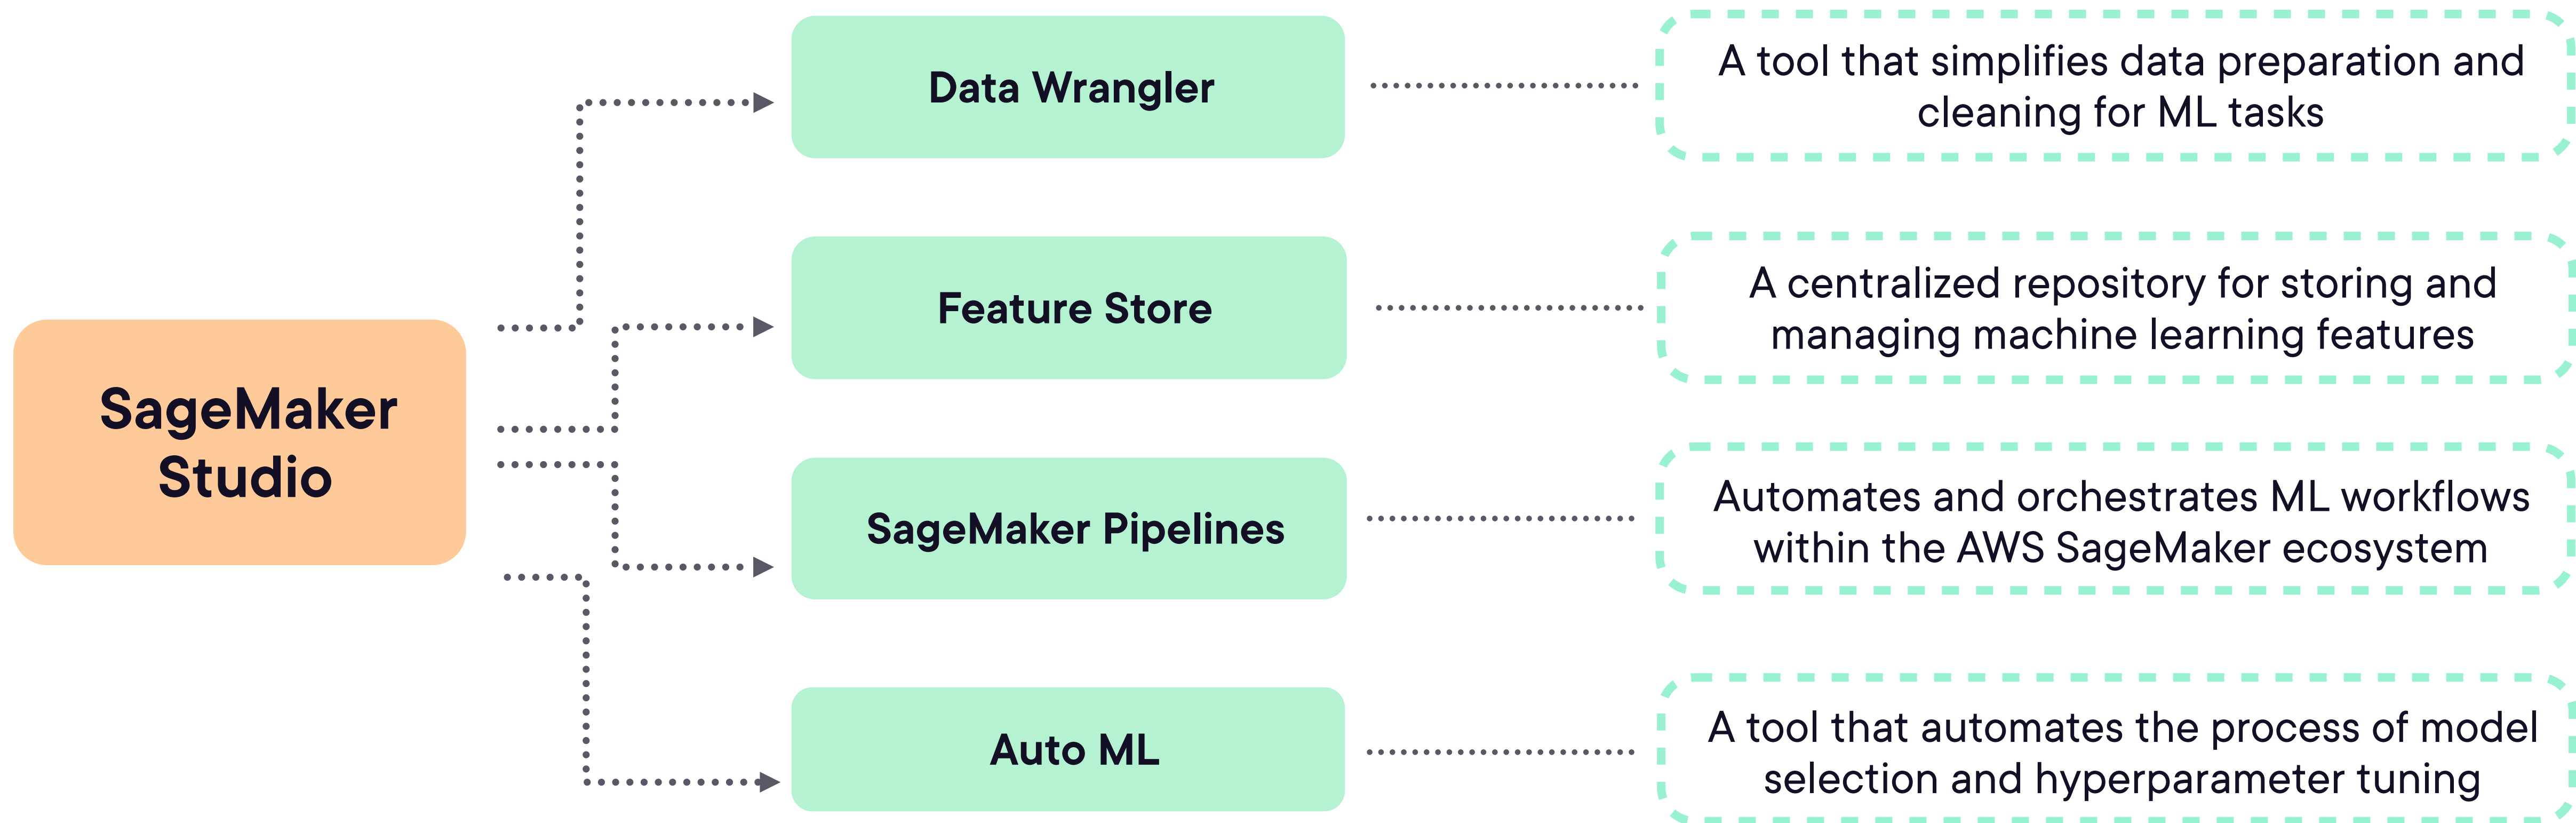 SageMaker
Studio
Data Wrangler
A tool that simplifies data preparation and
cleaning for ML tasks
Feature Store
A centralized repository for storing and
managing machine learning features
SageMaker Pipelines
Automates and orchestrates ML workflows
within the AWS SageMaker ecosystem
Auto ML
A tool that automates the process of model
selection and hyperparameter tuning